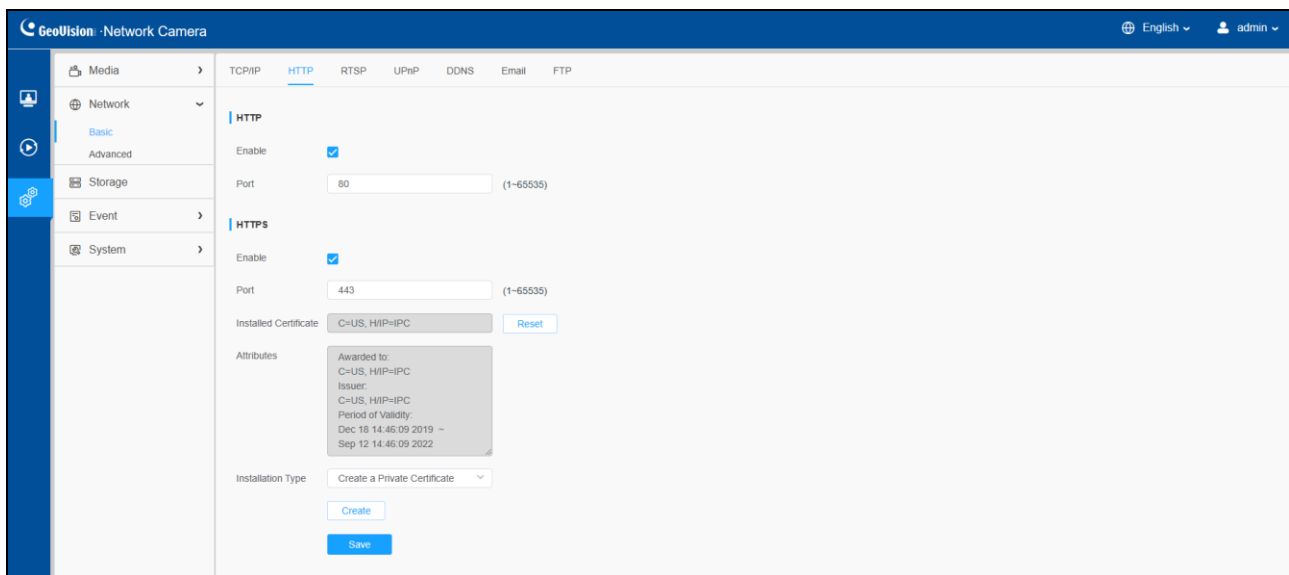 GeoVision · Network Camera
English
admin
Media
Network
Basic
Advanced
Storage
Event
System
TCP/IP HTTP RTSP UPnP DDNS Email FTP
HTTP
Enable
Port 80 (1~65535)
HTTPS
Enable
Port 443 (1~65535)
Installed Certificate C=US, H/IP=IPC Reset
Attributes
Awarded to:
C=US, H/IP=IPC
Issuer:
C=US, H/IP=IPC
Period of Validity:
Dec 18 14:46:09 2019 ~
Sep 12 14:46:09 2022
Installation Type Create a Private Certificate
Create
Save